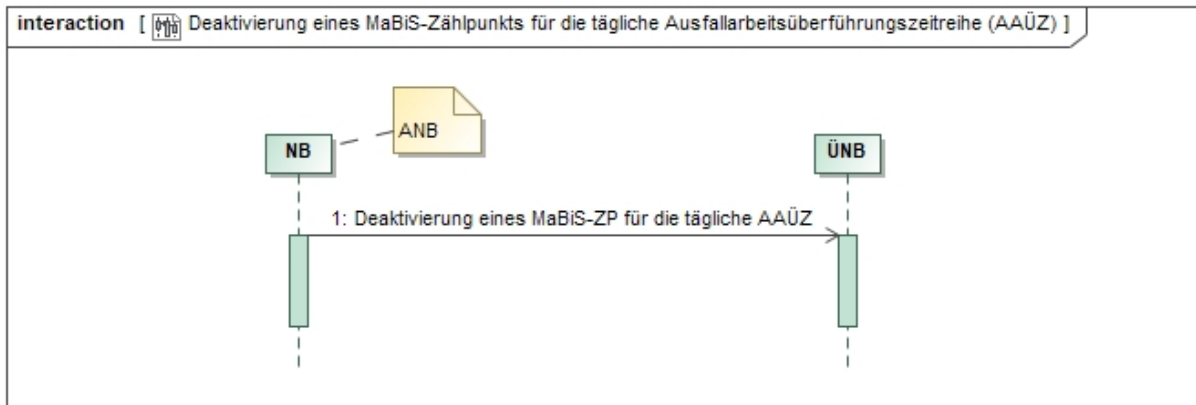 interaction [ Deaktivierung eines MaBiS-Zählpunkts für die tägliche Ausfallarbeitsüberführungszeitreihe (AAÜZ) ]
ANB
NB
ÜNB
1: Deaktivierung eines MaBiS-ZP für die tägliche AAÜZ